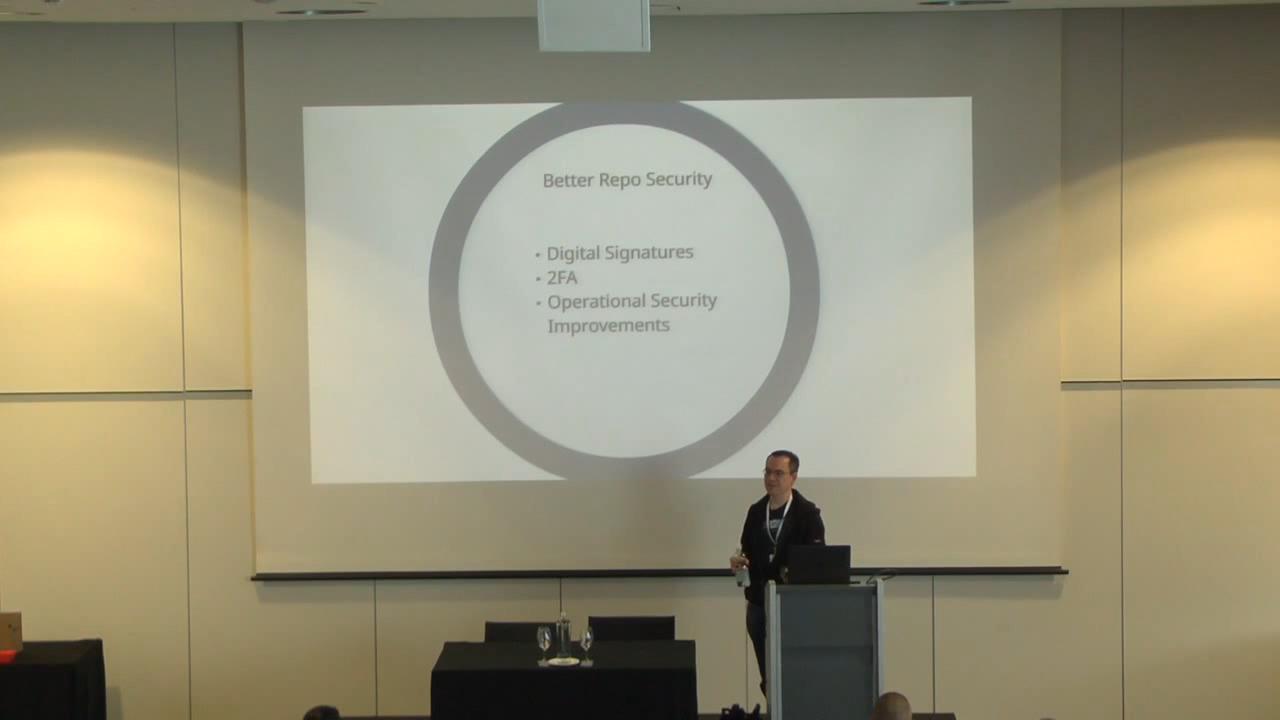 Better Repo Security
• Digital Signatures
• 2FA
• Operational Security
Improvements